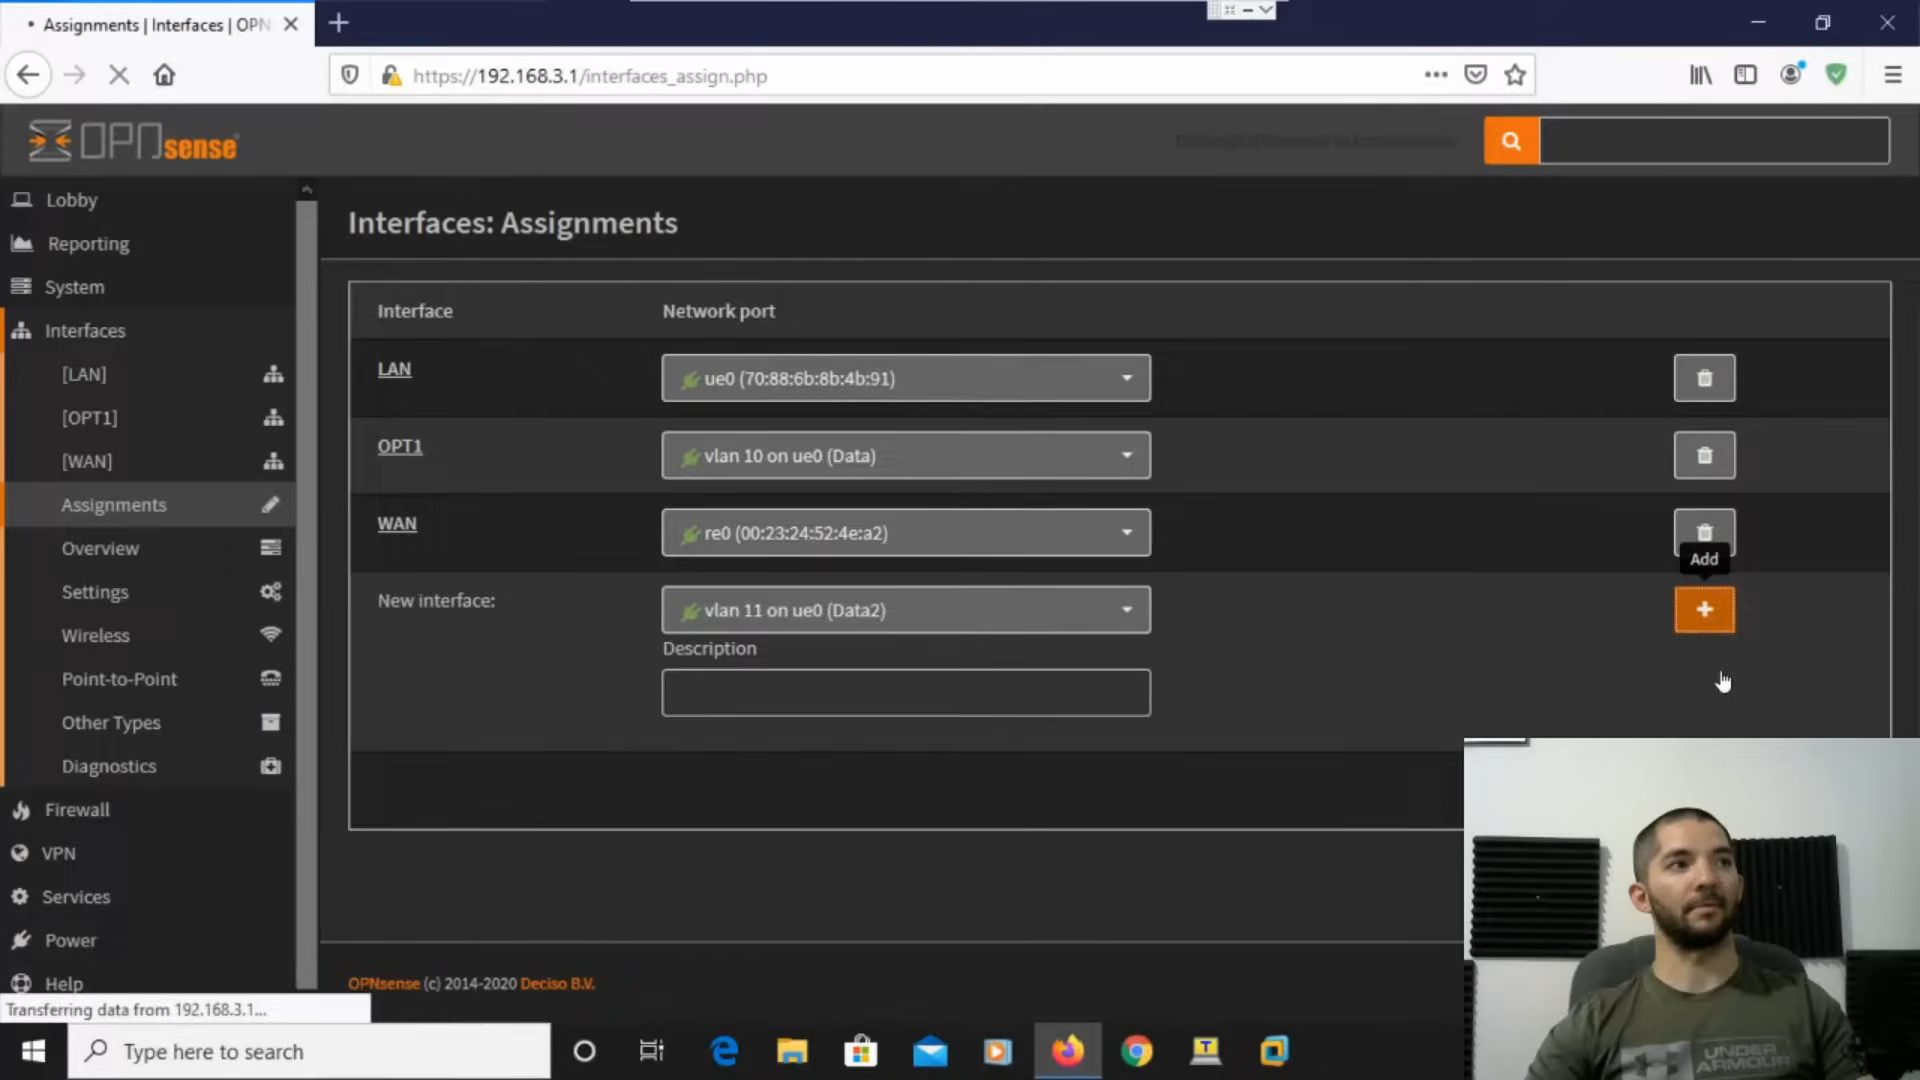 Assignments | Interfaces | OPN
https://192.168.3.1/interfaces_assign.php
OPNsense
Lobby
Reporting
System
Interfaces
[LAN]
[OPT1]
[WAN]
Assignments
Overview
Settings
Wireless
Point-to-Point
Other Types
Diagnostics
Firewall
VPN
Services
Power
Help
Interfaces: Assignments
Interface Network port
LAN ue0 (70:88:6b:8b:4b:91)
OPT1 vlan 10 on ue0 (Data)
WAN re0 (00:23:24:52:4e:a2)
Add
New interface: vlan 11 on ue0 (Data2)
Description
OPNsense (c) 2014-2020 Deciso B.V.
Transferring data from 192.168.3.1...
Type here to search
T
UNDER
ARMOUR